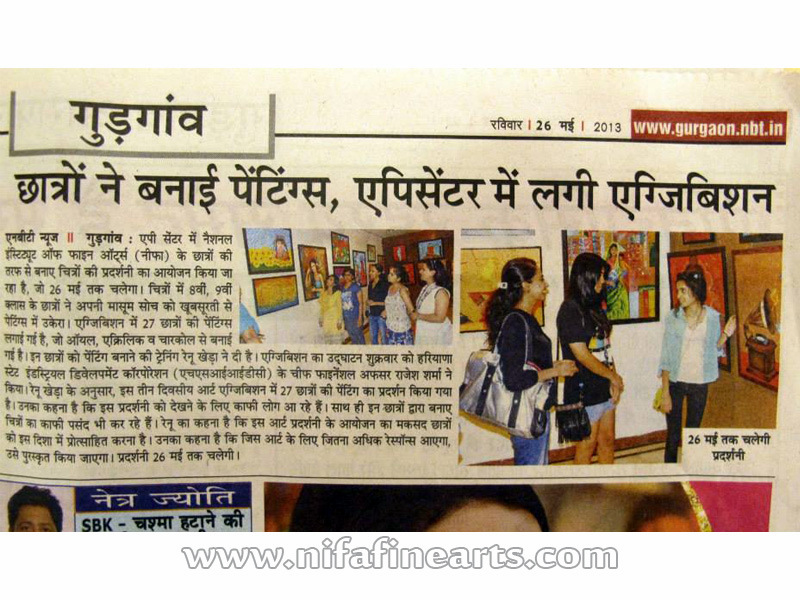 गुड़गांव
रविवार । 26 मई । 2013
www.gurgaon.nbt.in
छात्रों ने बनाई पेंटिंग्स, एपिसेंटर में लगी एग्जिबिशन
एनबीटी न्यूज ॥ गुड़गांव : एपी सेंटर में नैशनल
इंस्टिट्यूट ऑफ फाइन ऑर्ट्स (नीफा) के छात्रों की
तरफ से बनाए चित्रों की प्रदर्शनी का आयोजन किया जा
रहा है, जो 26 मई तक चलेगा। चित्रों में 8वीं, 9वीं
क्लास के छात्रों ने अपनी मासूम सोच को खूबसूरती से
पेंटिंग्स में उकेरा। एग्जिबिशन में 27 छात्रों की पेंटिंग्स
लगाई गई है, जो ऑयल, एक्रिलिक व चारकोल से बनाई
गई है। इन छात्रों को पेंटिंग बनाने की ट्रेनिंग रेनू खेड़ा ने दी है। एग्जिबिशन का उद्घाटन शुक्रवार को हरियाणा
स्टेट इंडस्ट्रियल डिवेलपमेंट कॉरपोरेशन (एचएसआईआईडीसी) के चीफ फाइनेंशल अफसर राजेश शर्मा ने
किया। रेनू खेड़ा के अनुसार, इस तीन दिवसीय आर्ट एग्जिबिशन में 27 छात्रों की पेंटिंग का प्रदर्शन किया गया
है। उनका कहना है कि इस प्रदर्शनी को देखने के लिए काफी लोग आ रहे हैं। साथ ही इन छात्रों द्वारा बनाए
चित्रों का काफी पसंद भी कर रहे हैं। रेनू का कहना है कि इस आर्ट प्रदर्शनी के आयोजन का मकसद छात्रों
को इस दिशा में प्रोत्साहित करना है। उनका कहना है कि जिस आर्ट के लिए जितना अधिक रेस्पॉन्स आएगा,
उसे पुरस्कृत किया जाएगा। प्रदर्शनी 26 मई तक चलेगी।
26 मई तक चलेगी
प्रदर्शनी
नेत्र ज्योति
SBK - चश्मा हटाने की
www.nifafinearts.com